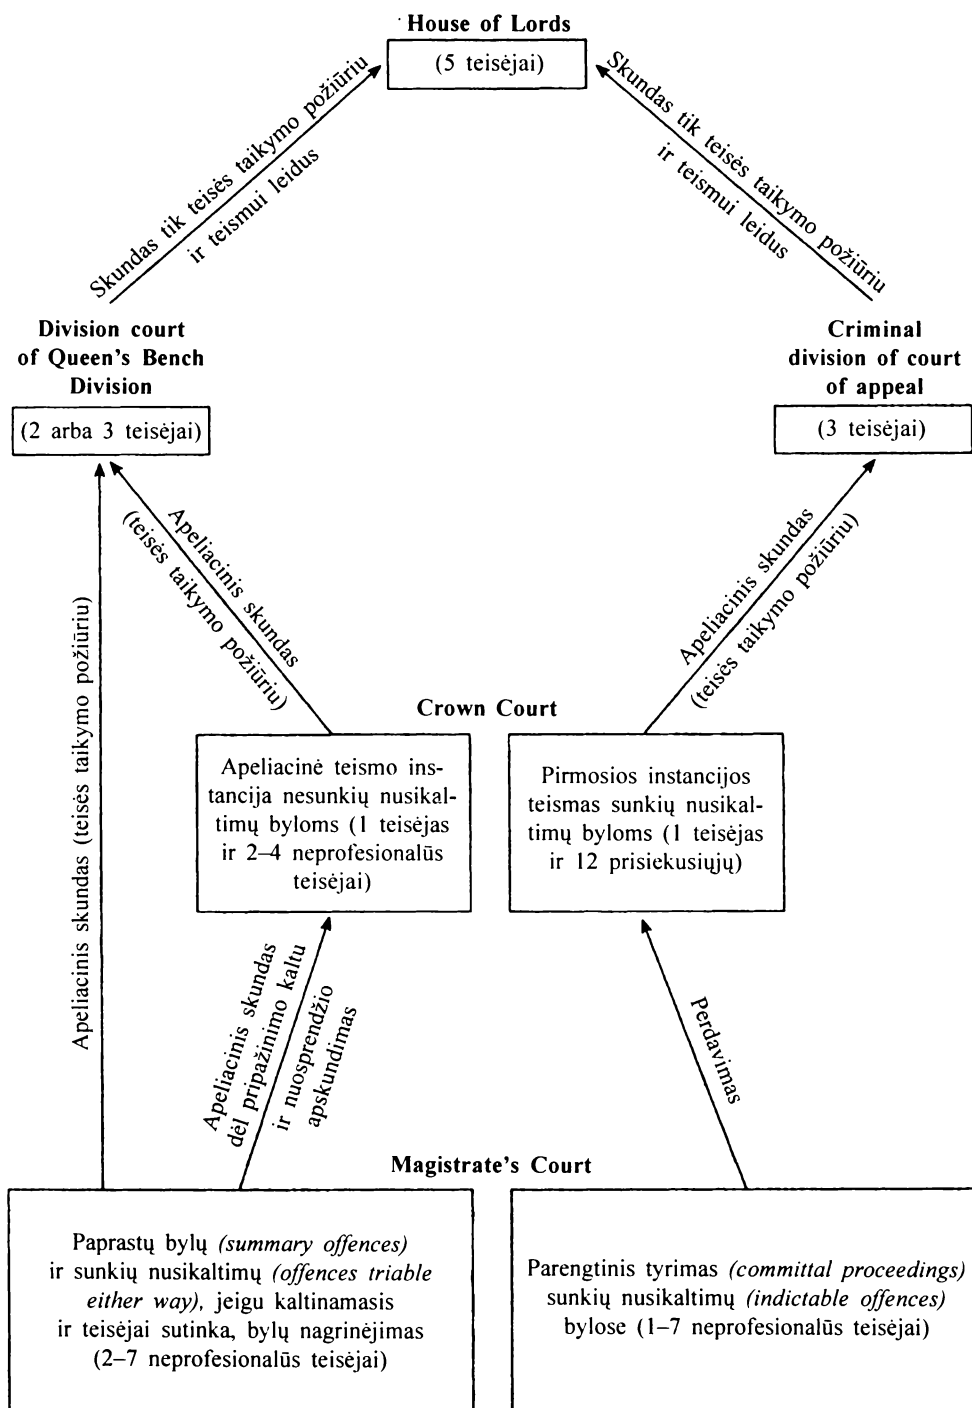 House of Lords
(5 teisėjai)
Skundas tik teisės taikymo požiūriu
ir teismui leidus
Skundas tik teisės taikymo požiūriu
ir teismui leidus
Division court
of Queen's Bench
Division
(2 arba 3 teisėjai)
Criminal
division of court
of appeal
(3 teisėjai)
Apeliacinis skundas (teisės taikymo požiūriu)
Apeliacinis skundas
(teisės taikymo požiūriu)
Apeliacinis skundas
(teisės taikymo požiūriu)
Crown Court
Apeliacinė teismo ins-
tancija nesunkių nusikal-
timų byloms (1 teisėjas
ir 2–4 neprofesionalūs
teisėjai)
Pirmosios instancijos
teismas sunkių nusikal-
timų byloms (1 teisėjas
ir 12 prisiekusiųjų)
Apeliacinis skundas
dėl pripažinimo kaltu
ir nuosprendžio
apskundimas
Perdavimas
Magistrate's Court
Paprastų bylų (summary offences)
ir sunkių nusikaltimų (offences triable
either way), jeigu kaltinamasis
ir teisėjai sutinka, bylų nagrinėjimas
(2–7 neprofesionalūs teisėjai)
Parengtinis tyrimas (committal proceedings)
sunkių nusikaltimų (indictable offences)
bylose (1–7 neprofesionalūs teisėjai)